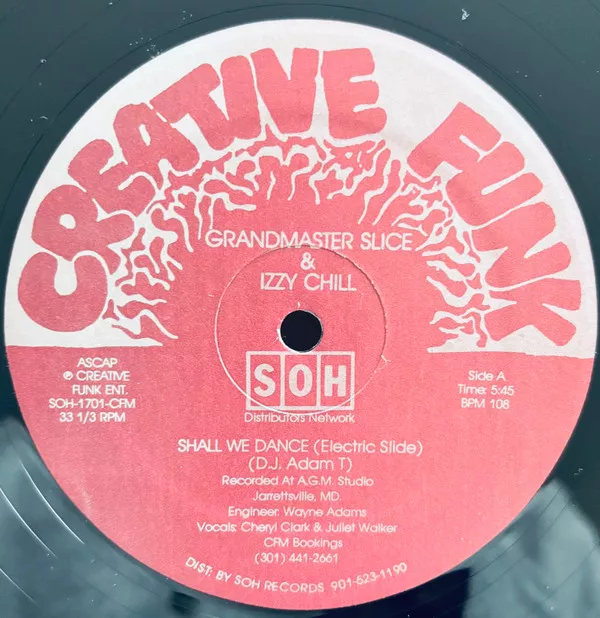 CREATIVE FUNK
GRANDMASTER SLICE
&
IZZY CHILL
ASCAP
℗ CREATIVE
FUNK ENT.
SOH-1701-CFM
33 1/3 RPM
SOH
Distributors Network
Side A
Time: 5:45
BPM 108
SHALL WE DANCE (Electric Slide)
(D.J. Adam T)
Recorded At A.G.M. Studio
Jarrettsville, MD.
Engineer: Wayne Adams
Vocals: Cheryl Clark & Juliet Walker
CFM Bookings
(301) 441-2661
DIST. BY SOH RECORDS 901-523-1190